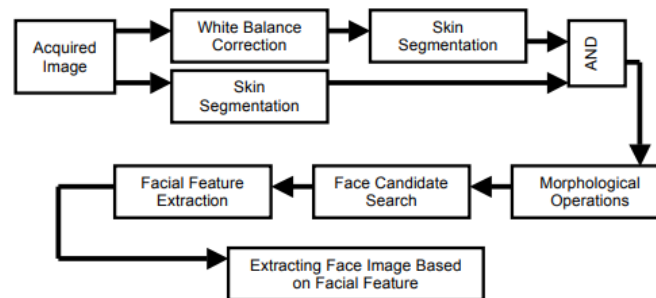 Acquired
Image
White Balance
Correction
Skin
Segmentation
AND
Skin
Segmentation
Facial Feature
Extraction
Face Candidate
Search
Morphological
Operations
Extracting Face Image Based
on Facial Feature